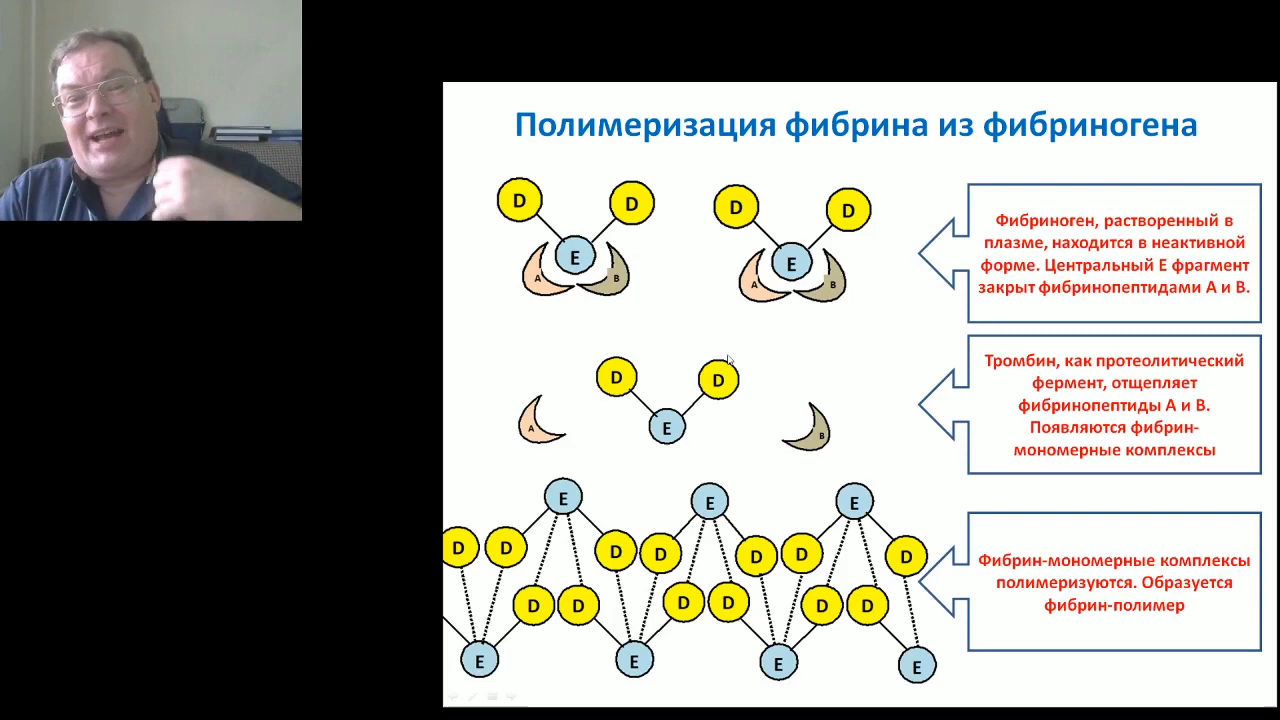 Полимеризация фибрина из фибриногена
D
D
D
D
E
E
A
B
A
B
Фибриноген, растворенный в
плазме, находится в неактивной
форме. Центральный Е фрагмент
закрыт фибринопептидами А и В.
D
D
E
A
B
Тромбин, как протеолитический
фермент, отщепляет
фибринопептиды А и В.
Появляются фибрин-
мономерные комплексы
E
E
E
D
D
D
D
D
D
D
D
D
D
D
D
D
E
E
E
E
Фибрин-мономерные комплексы
полимеризуются. Образуется
фибрин-полимер